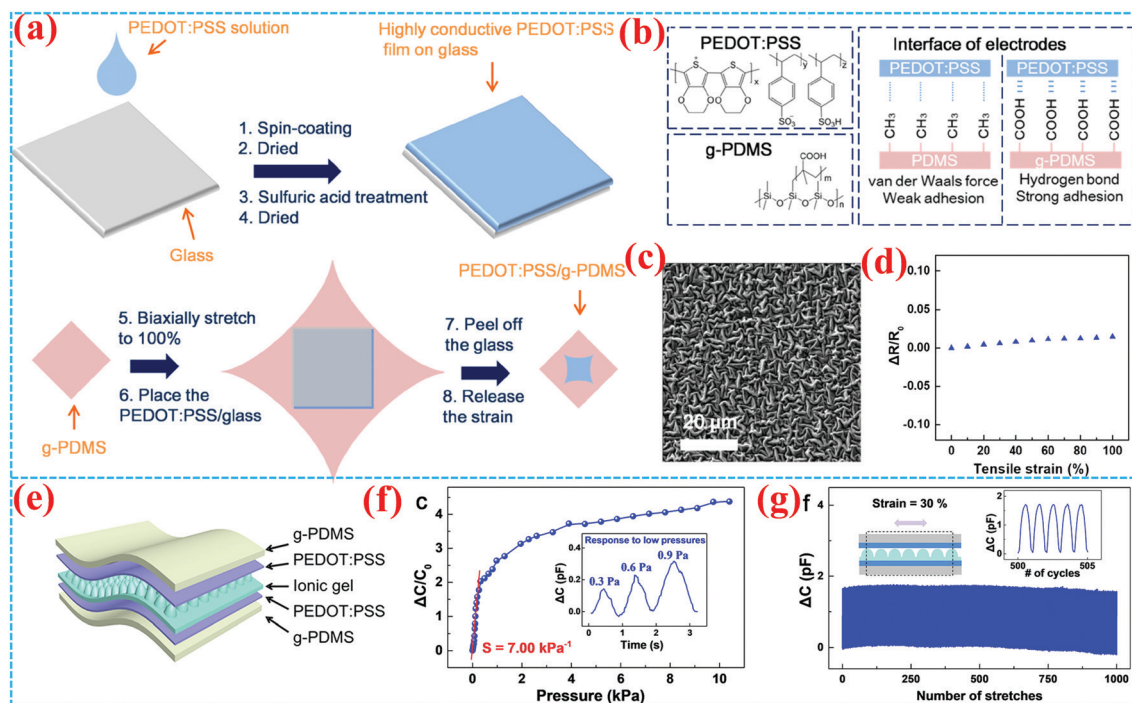 (a)
PEDOT:PSS solution
Highly conductive PEDOT:PSS
film on glass
1. Spin-coating
2. Dried
3. Sulfuric acid treatment
4. Dried
Glass
PEDOT:PSS/g-PDMS
5. Biaxially stretch
to 100%
6. Place the
PEDOT:PSS/glass
7. Peel off
the glass
8. Release
the strain
g-PDMS
(b)
PEDOT:PSS
S
S
O O O O
x
y
z
SO₃⁻
SO₃H
g-PDMS
COOH
m
Si O Si O Si O
n
Interface of electrodes
PEDOT:PSS
CH₃ CH₃ CH₃ CH₃
PDMS
van der Waals force
Weak adhesion
PEDOT:PSS
COOH COOH COOH COOH
g-PDMS
Hydrogen bond
Strong adhesion
(c)
20 µm
(d)
ΔR/R₀
0.10
0.05
0.00
-0.05
-0.10
0 20 40 60 80 100
Tensile strain (%)
(e)
g-PDMS
PEDOT:PSS
Ionic gel
PEDOT:PSS
g-PDMS
(f)
c
ΔC/C₀
4
3
2
1
0
0 2 4 6 8 10
Pressure (kPa)
S = 7.00 kPa⁻¹
Response to low pressures
0.3 Pa 0.6 Pa 0.9 Pa
ΔC (pF)
0.4
0.2
0.0
0 1 2 3
Time (s)
(g)
f
Strain = 30 %
ΔC (pF)
4
2
0
0 250 500 750 1000
Number of stretches
ΔC (pF)
2
1
0
500 505
# of cycles